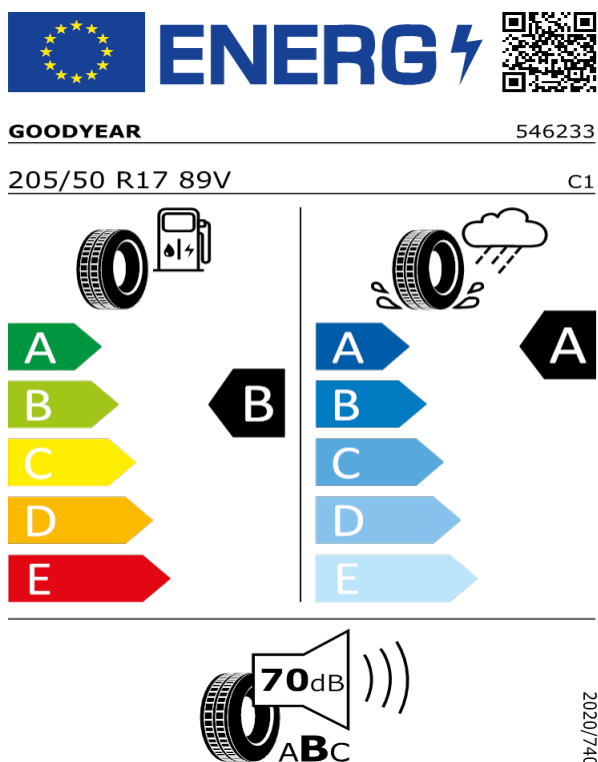 ENERG
GOODYEAR 546233
205/50 R17 89V C1
A A A
B B B
C C
D D
E E
70dB
ABC
2020/740